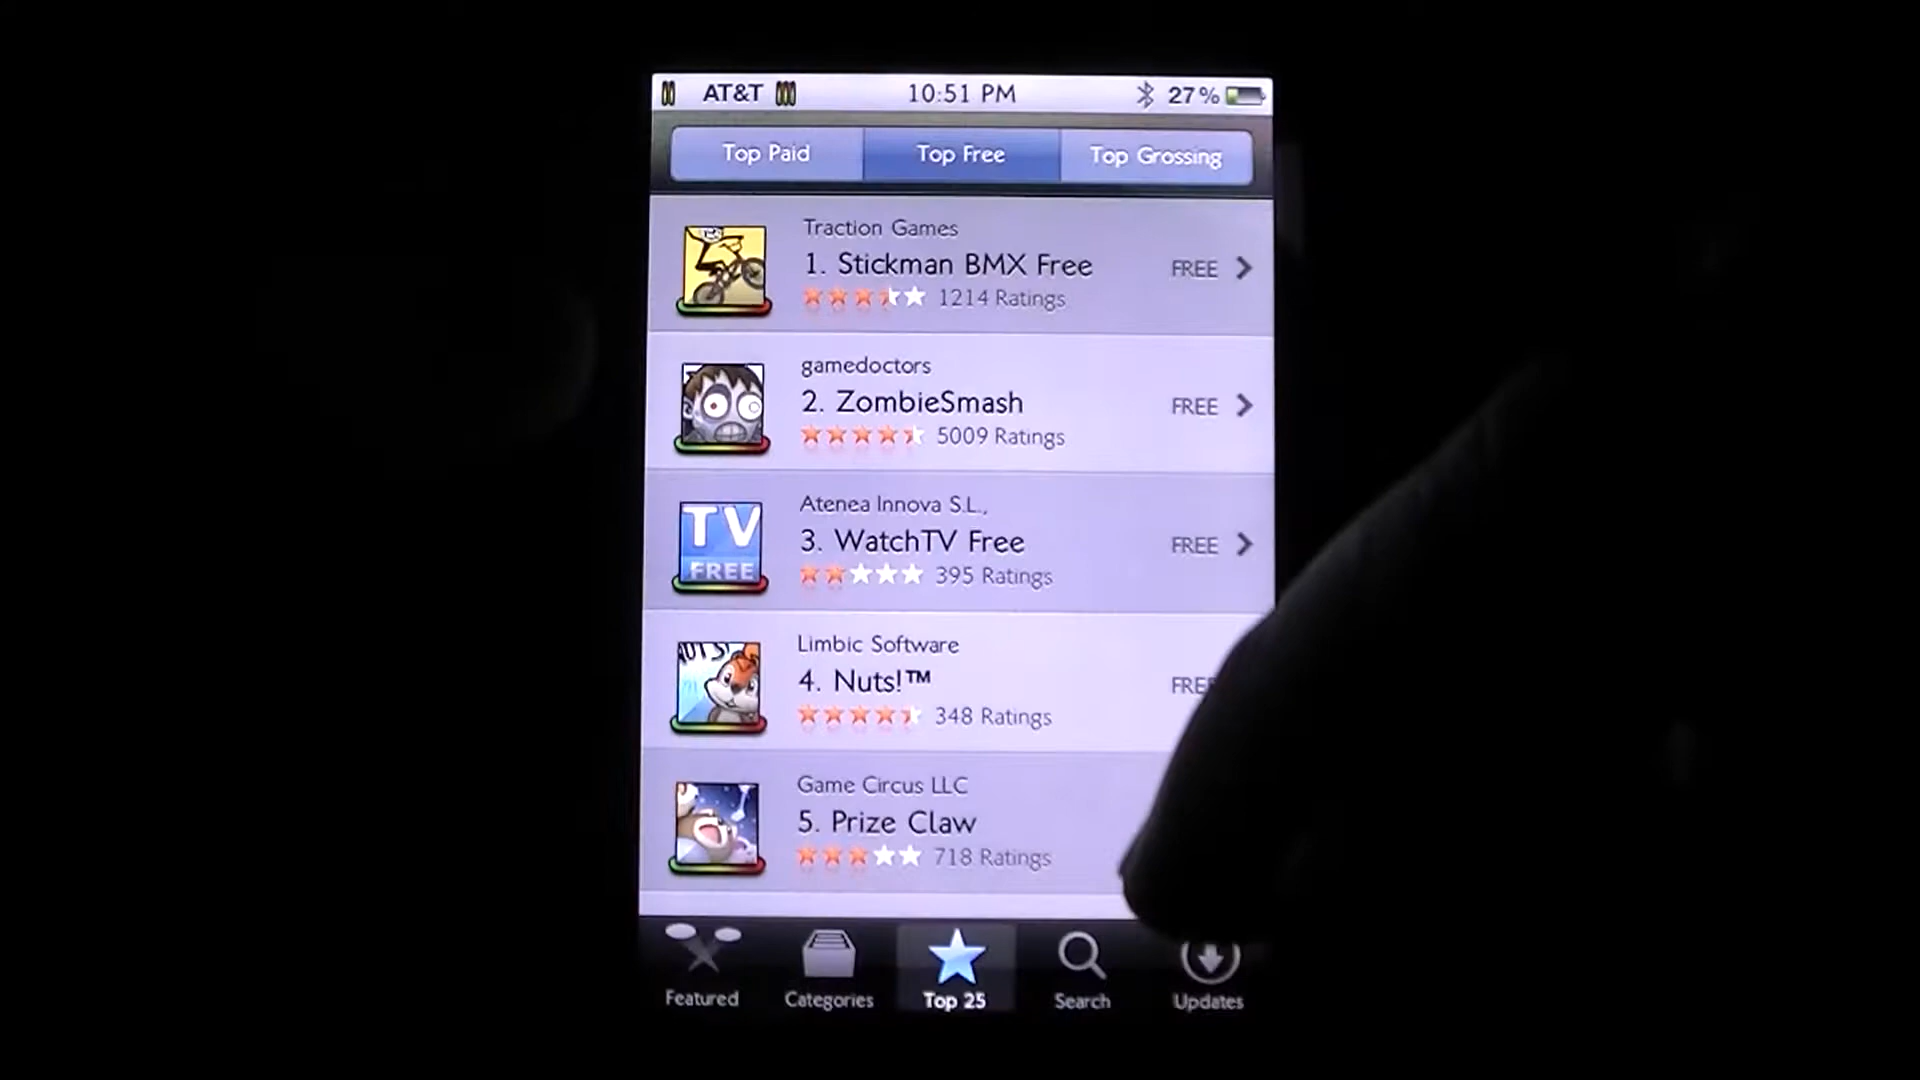 AT&T 10:51 PM 27%
Top Paid Top Free Top Grossing
Traction Games
1. Stickman BMX Free FREE
1214 Ratings
gamedoctors
2. ZombieSmash FREE
5009 Ratings
TV
FREE
Atenea Innova S.L.,
3. WatchTV Free FREE
395 Ratings
NUTS!
Limbic Software
4. Nuts!™ FREE
348 Ratings
Game Circus LLC
5. Prize Claw
718 Ratings
Featured Categories Top 25 Search Updates